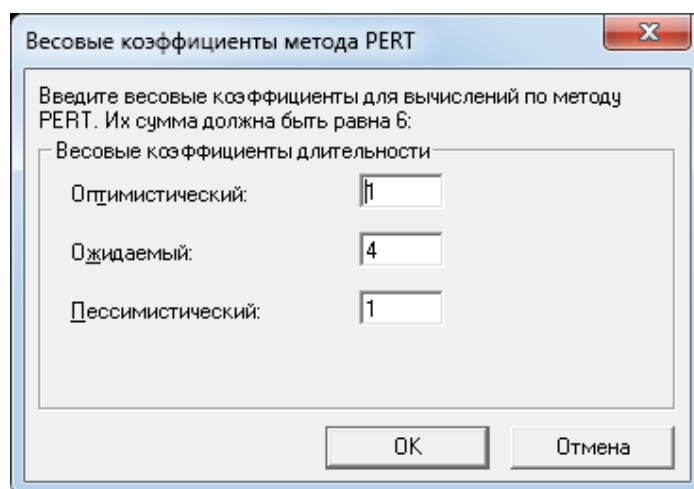 Весовые коэффициенты метода PERT
Введите весовые коэффициенты для вычислений по методу
PERT. Их сумма должна быть равна 6:
Весовые коэффициенты длительности
Оптимистический: 1
Ожидаемый: 4
Пессимистический: 1
OK Отмена